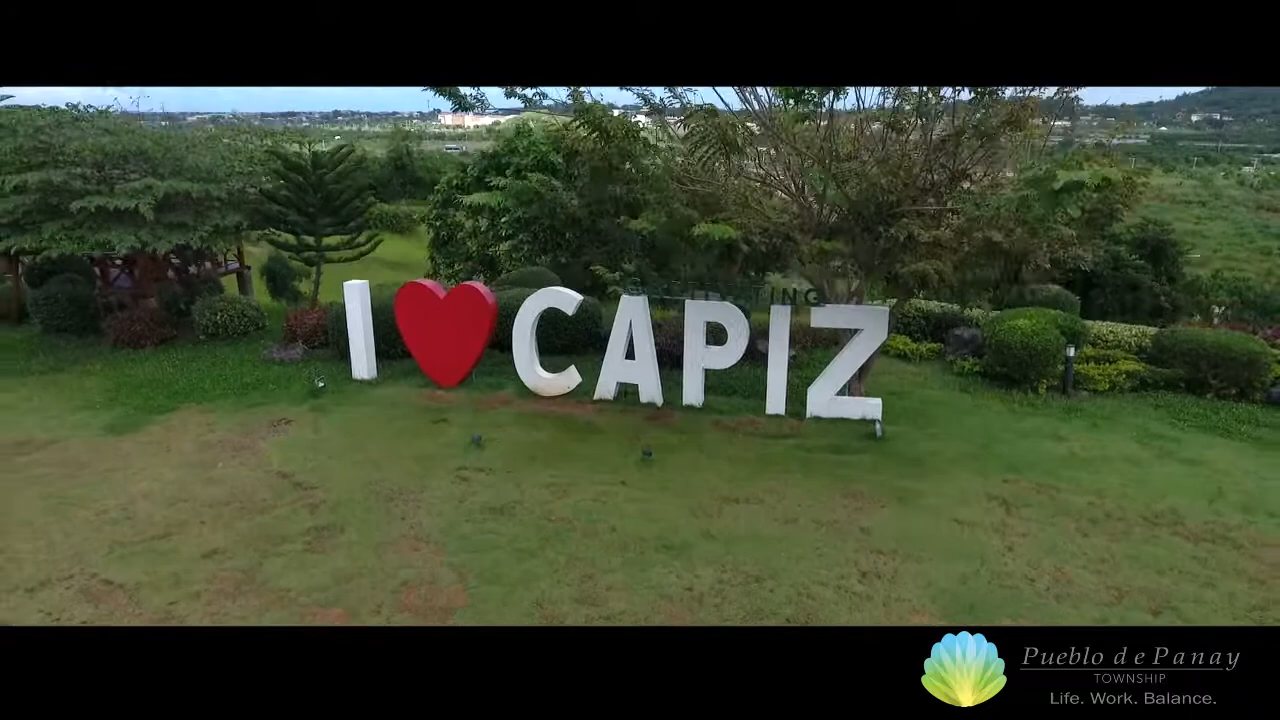 I ❤ CAPIZ
Pueblo de Panay
TOWNSHIP
Life. Work. Balance.